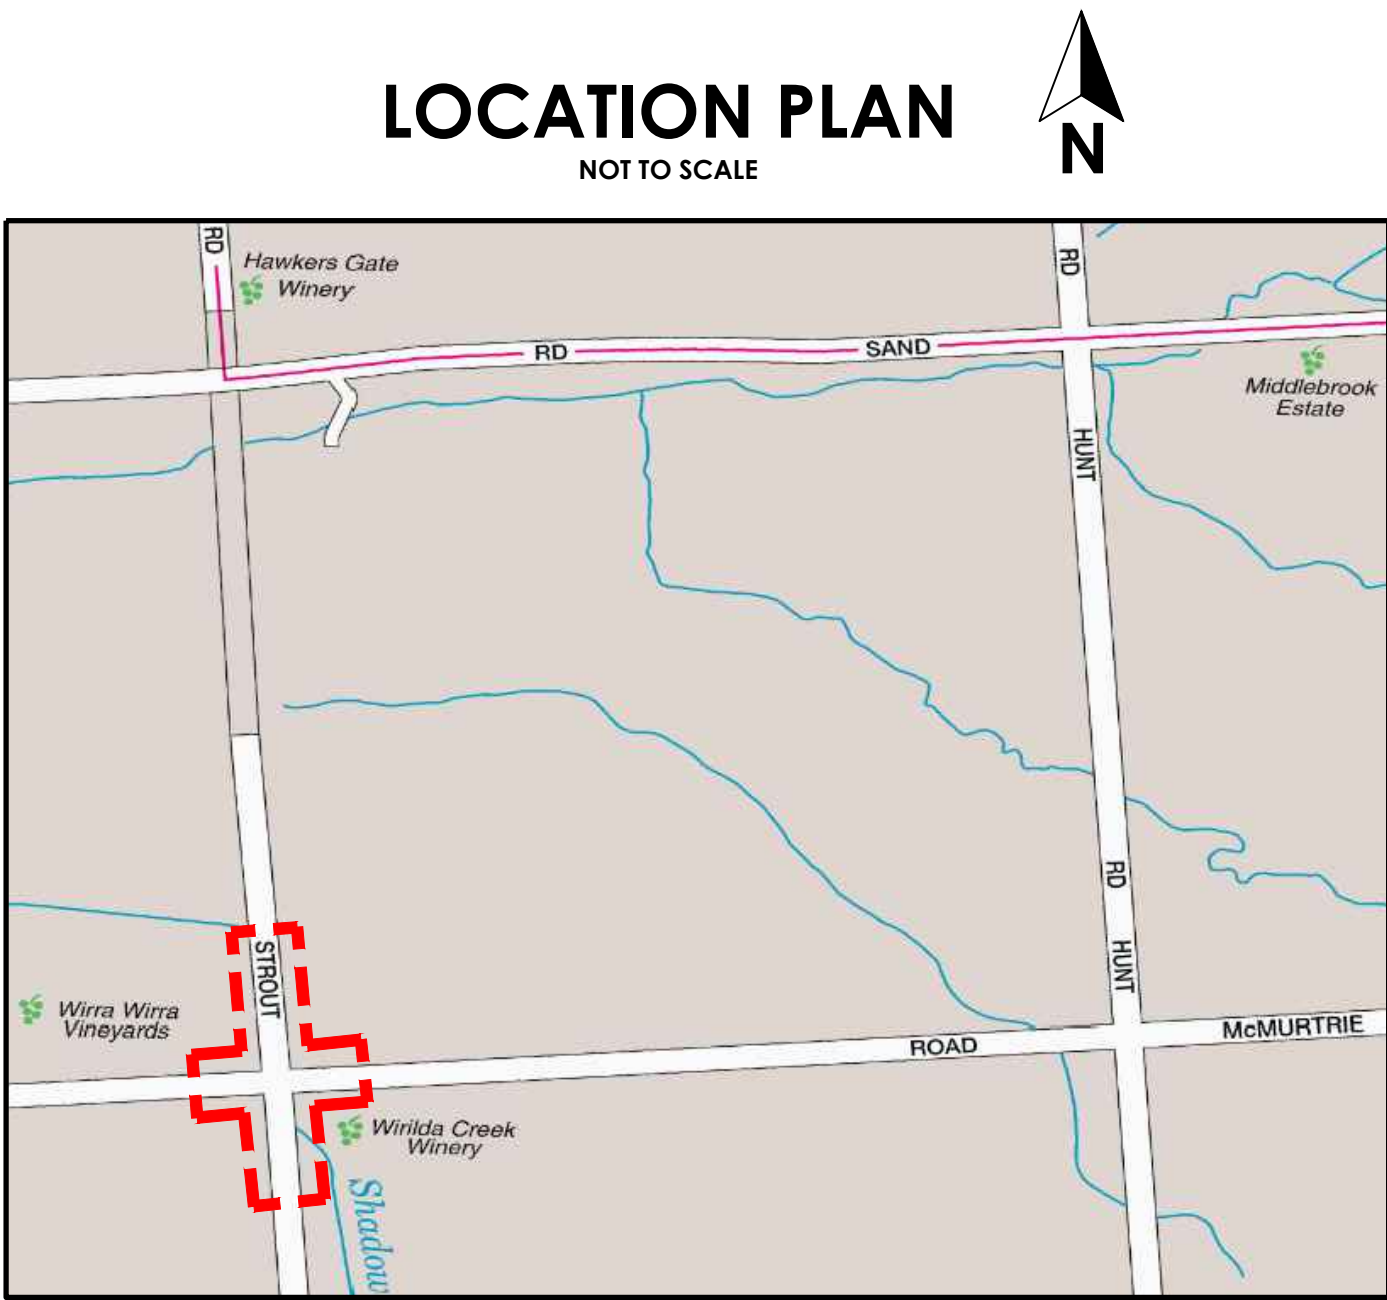 LOCATION PLAN
NOT TO SCALE
N
RD
Hawkers Gate
Winery
RD
RD
SAND
Middlebrook
Estate
HUNT
RD
HUNT
STROUT
Wirra Wirra
Vineyards
ROAD
McMURTRIE
Wirilda Creek
Winery
Shadow